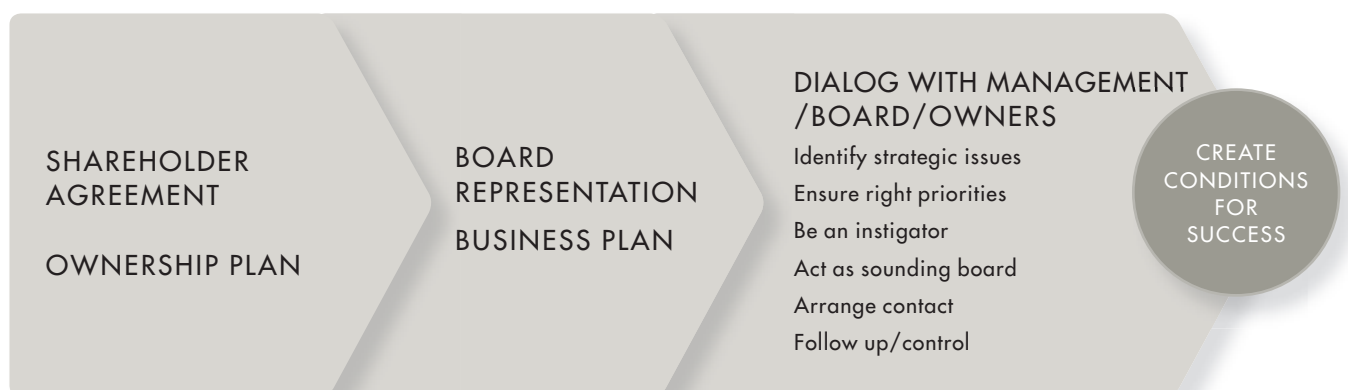 SHAREHOLDER
AGREEMENT
OWNERSHIP PLAN
BOARD
REPRESENTATION
BUSINESS PLAN
DIALOG WITH MANAGEMENT
/BOARD/OWNERS
Identify strategic issues
Ensure right priorities
Be an instigator
Act as sounding board
Arrange contact
Follow up/control
CREATE
CONDITIONS
FOR
SUCCESS